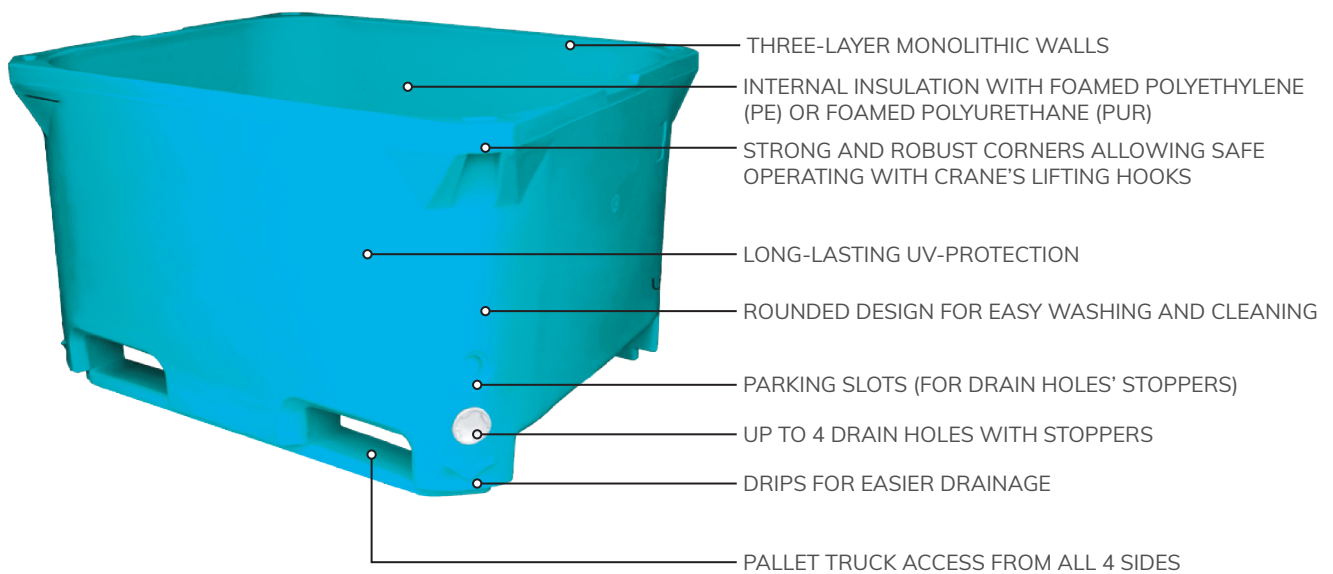 THREE-LAYER MONOLITHIC WALLS
INTERNAL INSULATION WITH FOAMED POLYETHYLENE
(PE) OR FOAMED POLYURETHANE (PUR)
STRONG AND ROBUST CORNERS ALLOWING SAFE
OPERATING WITH CRANE’S LIFTING HOOKS
LONG-LASTING UV-PROTECTION
ROUNDED DESIGN FOR EASY WASHING AND CLEANING
PARKING SLOTS (FOR DRAIN HOLES’ STOPPERS)
UP TO 4 DRAIN HOLES WITH STOPPERS
DRIPS FOR EASIER DRAINAGE
PALLET TRUCK ACCESS FROM ALL 4 SIDES